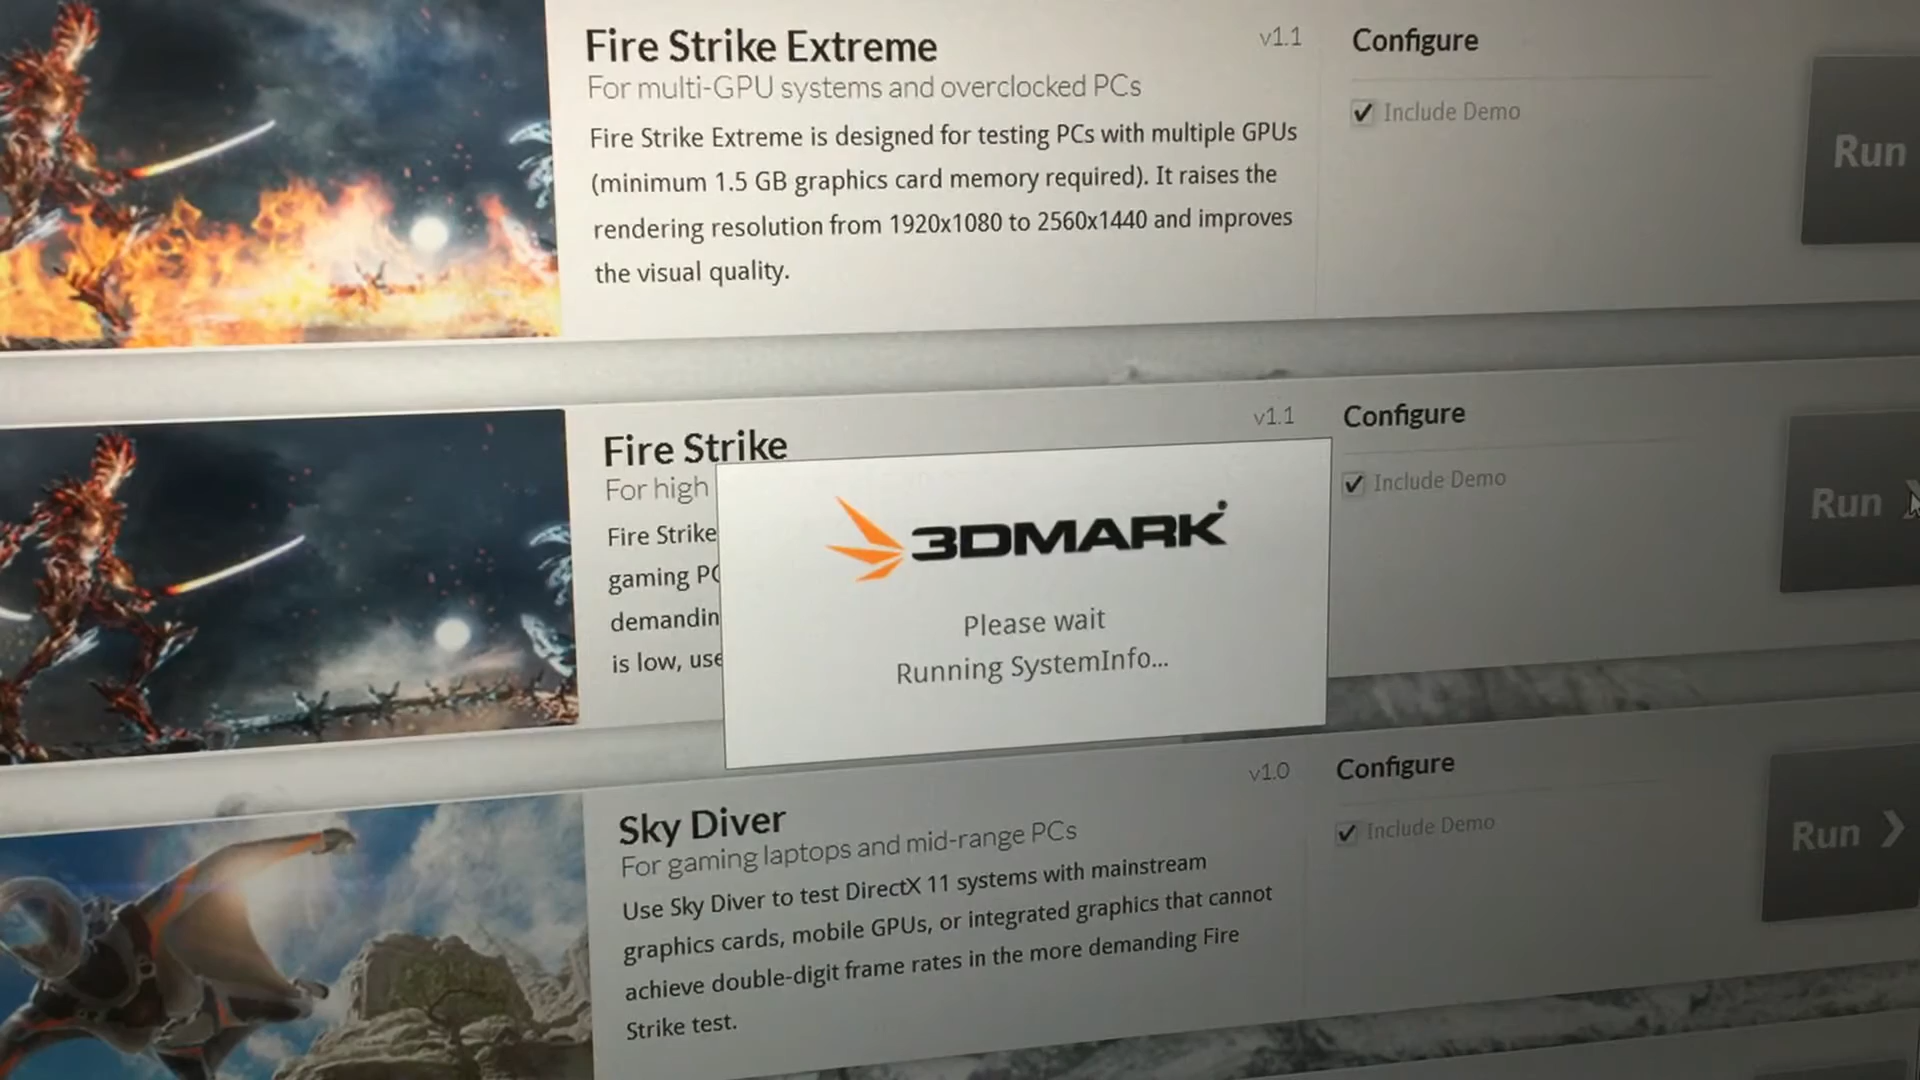 Fire Strike Extreme
v1.1
For multi-GPU systems and overclocked PCs
Fire Strike Extreme is designed for testing PCs with multiple GPUs
(minimum 1.5 GB graphics card memory required). It raises the
rendering resolution from 1920x1080 to 2560x1440 and improves
the visual quality.
Configure
Include Demo
Run
Fire Strike
v1.1
For high
Fire Strike
gaming PC
demandin
is low, use
Configure
Include Demo
Run
3DMARK
Please wait
Running SystemInfo...
Sky Diver
v1.0
For gaming laptops and mid-range PCs
Use Sky Diver to test DirectX 11 systems with mainstream
graphics cards, mobile GPUs, or integrated graphics that cannot
achieve double-digit frame rates in the more demanding Fire
Strike test.
Configure
Include Demo
Run